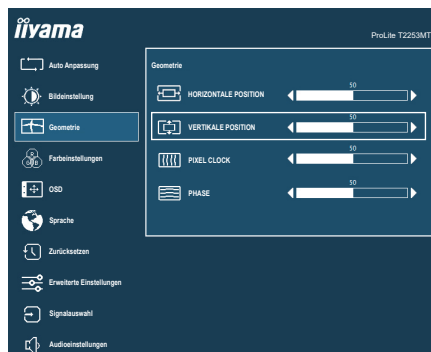 iiyama
ProLite T2253MT
Auto Anpassung
Bildeinstellung
Geometrie
Farbeinstellungen
R
G B
OSD
Sprache
Zurücksetzen
Erweiterte Einstellungen
Signalauswahl
Audioeinstellungen
Geometrie
HORIZONTALE POSITION
50
VERTIKALE POSITION
50
PIXEL CLOCK
50
PHASE
50